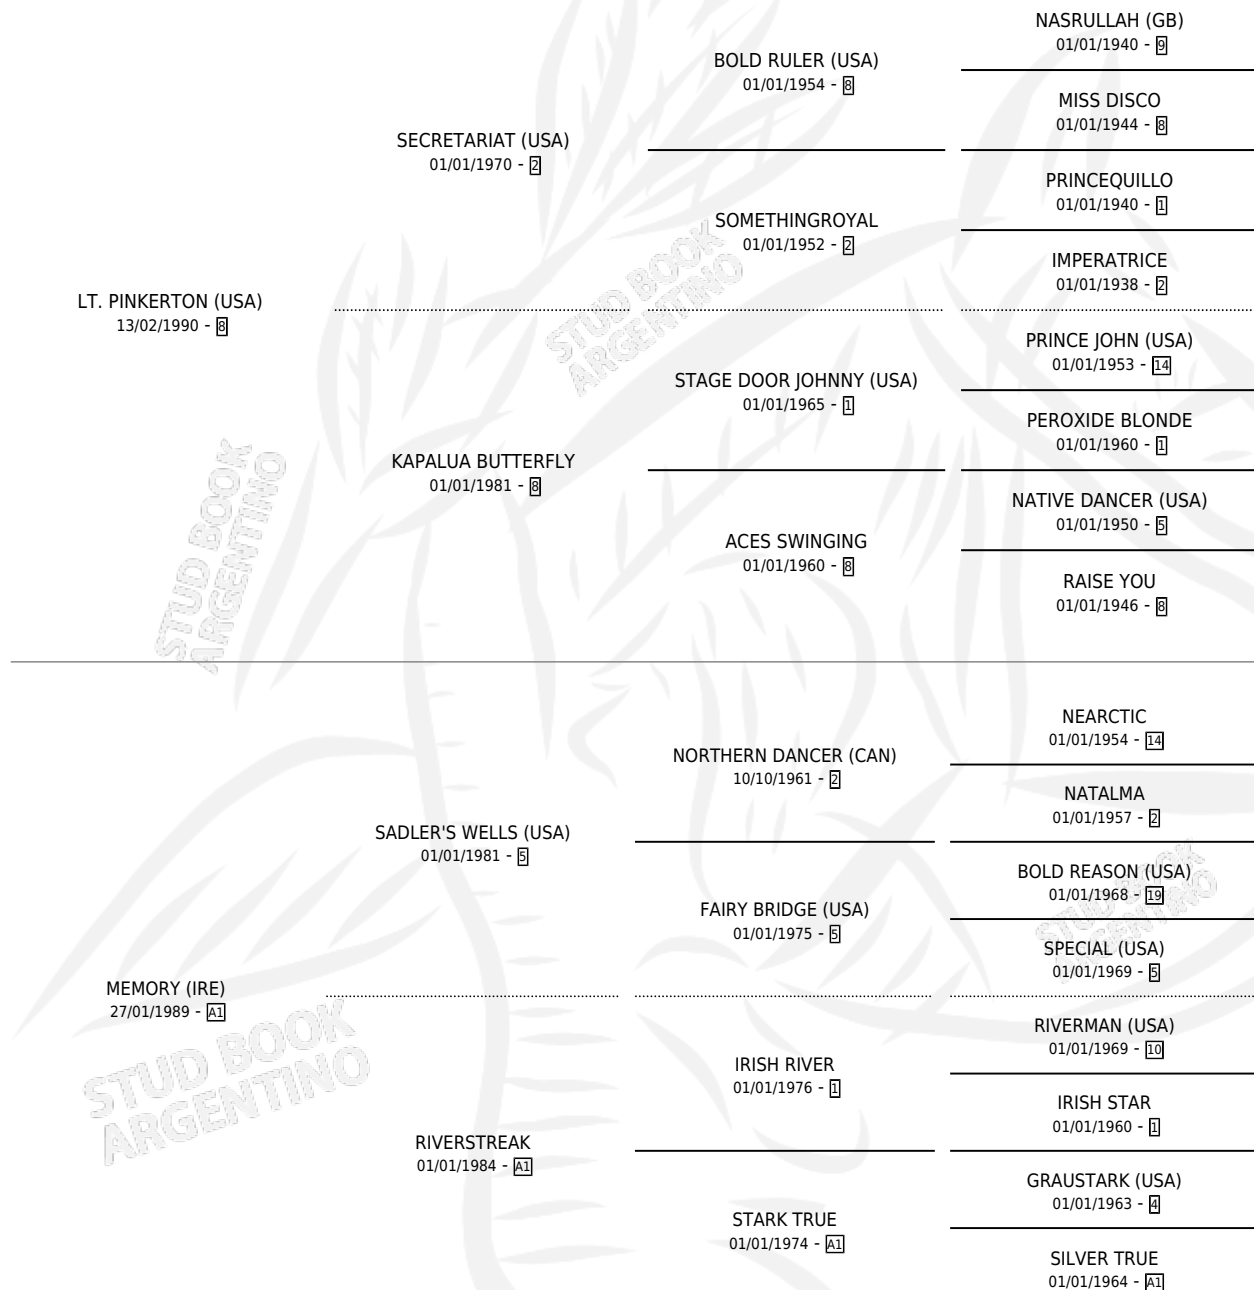 NASRULLAH (GB)
01/01/1940 - 9
BOLD RULER (USA)
01/01/1954 - 8
MISS DISCO
01/01/1944 - 8
SECRETARIAT (USA)
01/01/1970 - 2
PRINCEQUILLO
01/01/1940 - 1
SOMETHINGROYAL
01/01/1952 - 2
IMPERATRICE
01/01/1938 - 2
LT. PINKERTON (USA)
13/02/1990 - 8
STUD BOOK
ARGENTINO
PRINCE JOHN (USA)
01/01/1953 - 14
STAGE DOOR JOHNNY (USA)
01/01/1965 - 1
PEROXIDE BLONDE
01/01/1960 - 1
KAPALUA BUTTERFLY
01/01/1981 - 8
NATIVE DANCER (USA)
01/01/1950 - 5
ACES SWINGING
01/01/1960 - 8
RAISE YOU
01/01/1946 - 8
STUD BOOK
ARGENTINO
NEARCTIC
01/01/1954 - 14
NORTHERN DANCER (CAN)
10/10/1961 - 2
NATALMA
01/01/1957 - 2
SADLER'S WELLS (USA)
01/01/1981 - 5
BOLD REASON (USA)
01/01/1968 - 19
FAIRY BRIDGE (USA)
01/01/1975 - 5
SPECIAL (USA)
01/01/1969 - 5
STUD BOOK
ARGENTINO
MEMORY (IRE)
27/01/1989 - A1
STUD BOOK
ARGENTINO
RIVERMAN (USA)
01/01/1969 - 10
IRISH RIVER
01/01/1976 - 1
IRISH STAR
01/01/1960 - 1
RIVERSTREAK
01/01/1984 - A1
GRAUSTARK (USA)
01/01/1963 - 4
STARK TRUE
01/01/1974 - A1
SILVER TRUE
01/01/1964 - A1